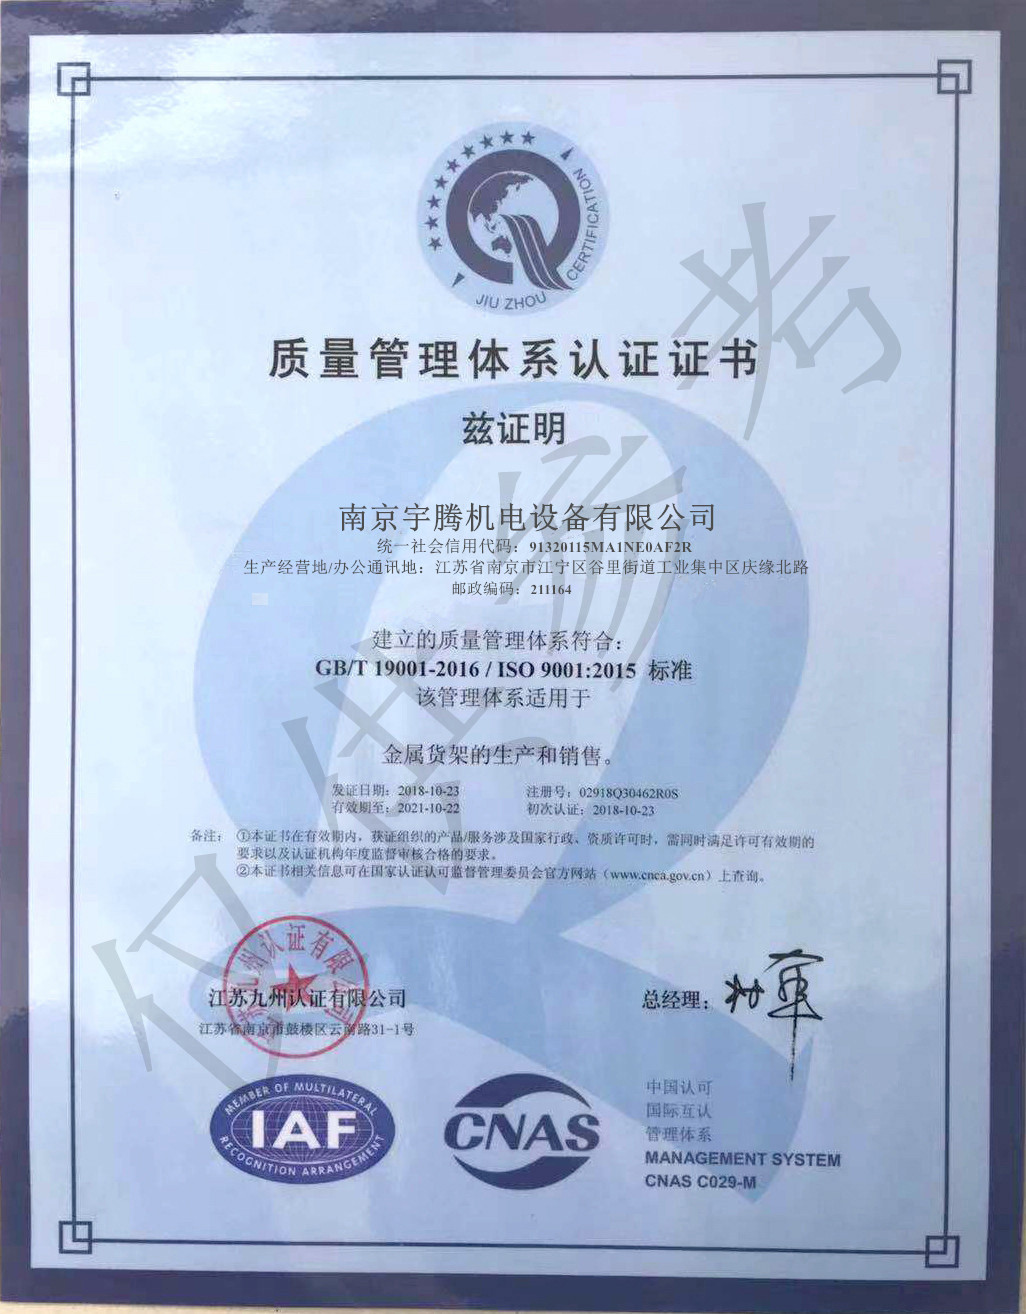 JIU ZHOU CERTIFICATION
质量管理体系认证证书
兹证明
南京宇腾机电设备有限公司
统一社会信用代码：91320115MA1NE0AF2R
生产经营地/办公通讯地：江苏省南京市江宁区谷里街道工业集中区庆缘北路
邮政编码：211164
建立的质量管理体系符合：
GB/T 19001-2016 / ISO 9001:2015 标准
该管理体系适用于
金属货架的生产和销售。
发证日期：2018-10-23 注册号：02918Q30462R0S
有效期至：2021-10-22 初次认证：2018-10-23
备注： ①本证书在有效期内，获证组织的产品/服务涉及国家行政、资质许可时，需同时满足许可有效期的
要求以及认证机构年度监督审核合格的要求。
②本证书相关信息可在国家认证认可监督管理委员会官方网站（www.cnca.gov.cn）上查询。
江苏九州认证有限公司
江苏九州认证有限公司 总经理：
江苏省南京市鼓楼区云南路31-1号
MEMBER OF MULTILATERAL
IAF
RECOGNITION ARRANGEMENT
CNAS
中国认可
国际互认
管理体系
MANAGEMENT SYSTEM
CNAS C029-M
仅供参考